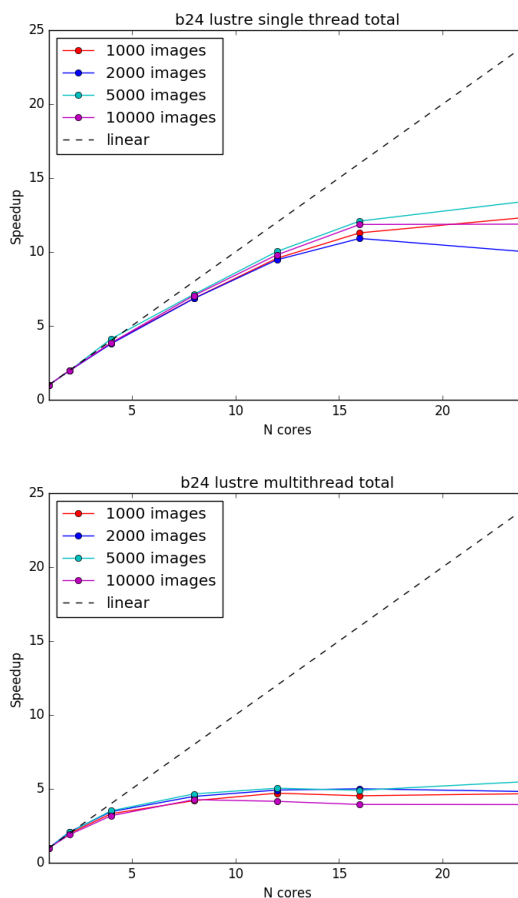 b24 lustre single thread total
25
20
15
10
5
0
Speedup
1000 images
2000 images
5000 images
10000 images
linear
5 10 15 20
N cores
b24 lustre multithread total
25
20
15
10
5
0
Speedup
1000 images
2000 images
5000 images
10000 images
linear
5 10 15 20
N cores